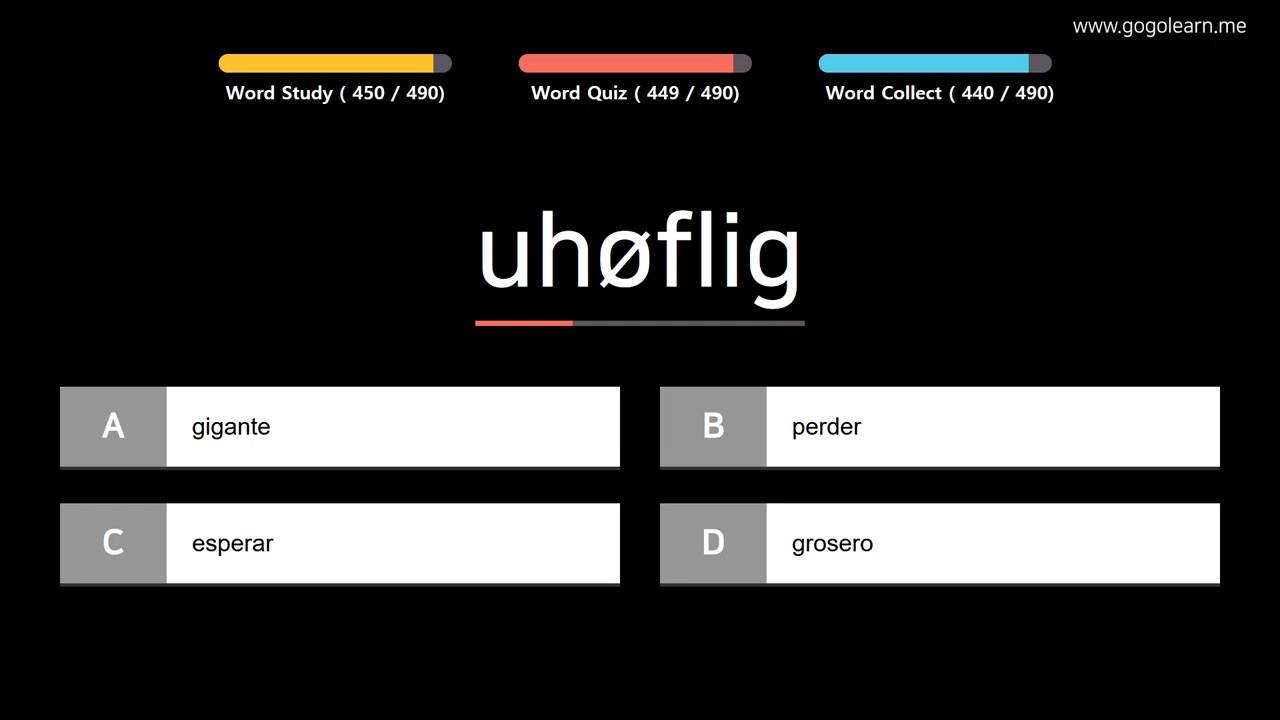 www.gogolearn.me
Word Study ( 450 / 490)
Word Quiz ( 449 / 490)
Word Collect ( 440 / 490)
uhøflig
A gigante
B perder
C esperar
D grosero